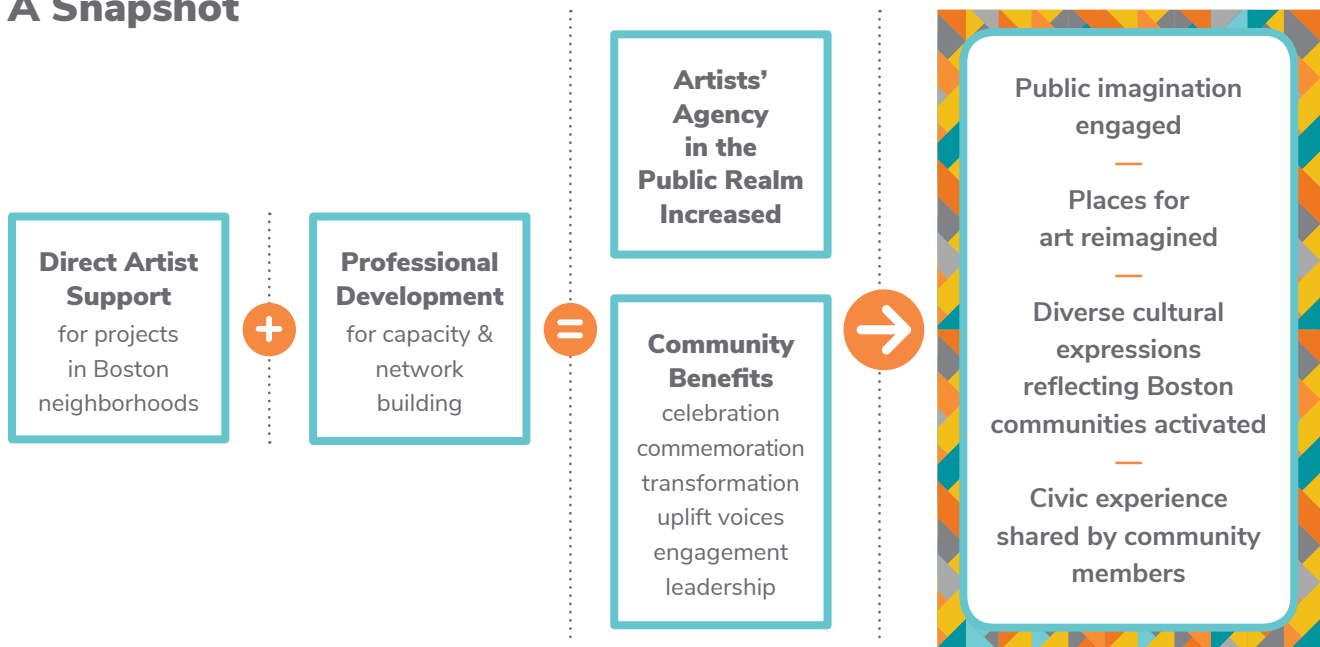 A Snapshot
Direct Artist
Support
for projects
in Boston
neighborhoods
+
Professional
Development
for capacity &
network
building
=
Artists’
Agency
in the
Public Realm
Increased
Community
Benefits
celebration
commemoration
transformation
uplift voices
engagement
leadership
Public imagination
engaged
Places for
art reimagined
Diverse cultural
expressions
reflecting Boston
communities activated
Civic experience
shared by community
members